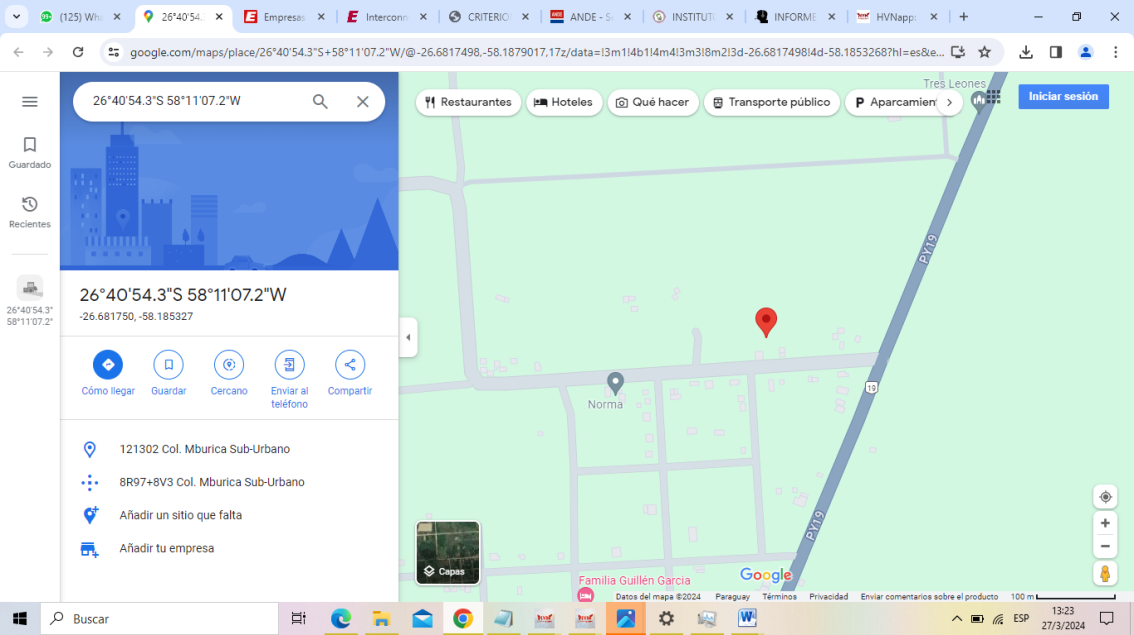 (125) Wha
26°40'54.
Empresas
Interconn
CRITERIO
ANDE - S
INSTITUT
INFORME
HVNapp:
google.com/maps/place/26°40'54.3"S+58°11'07.2"W/@-26.6817498,-58.1879017,17z/data=!3m1!4b1!4m4!3m3!8m2!3d-26.6817498!4d-58.1853268?hl=es&e...
26°40'54.3"S 58°11'07.2"W
Restaurantes
Hoteles
Qué hacer
Transporte público
Aparcamien
Tres Leones
Iniciar sesión
Guardado
Recientes
26°40'54.3"
58°11'07.2"
26°40'54.3"S 58°11'07.2"W
-26.681750, -58.185327
Cómo llegar
Guardar
Cercano
Enviar al
teléfono
Compartir
121302 Col. Mburica Sub-Urbano
8R97+8V3 Col. Mburica Sub-Urbano
Añadir un sitio que falta
Añadir tu empresa
PY19
19
Norma
PY19
Capas
Familia Guillén Garcia
Google
Datos del mapa ©2024
Paraguay
Términos
Privacidad
Enviar comentarios sobre el producto
100 m
Buscar
ESP
13:23
27/3/2024